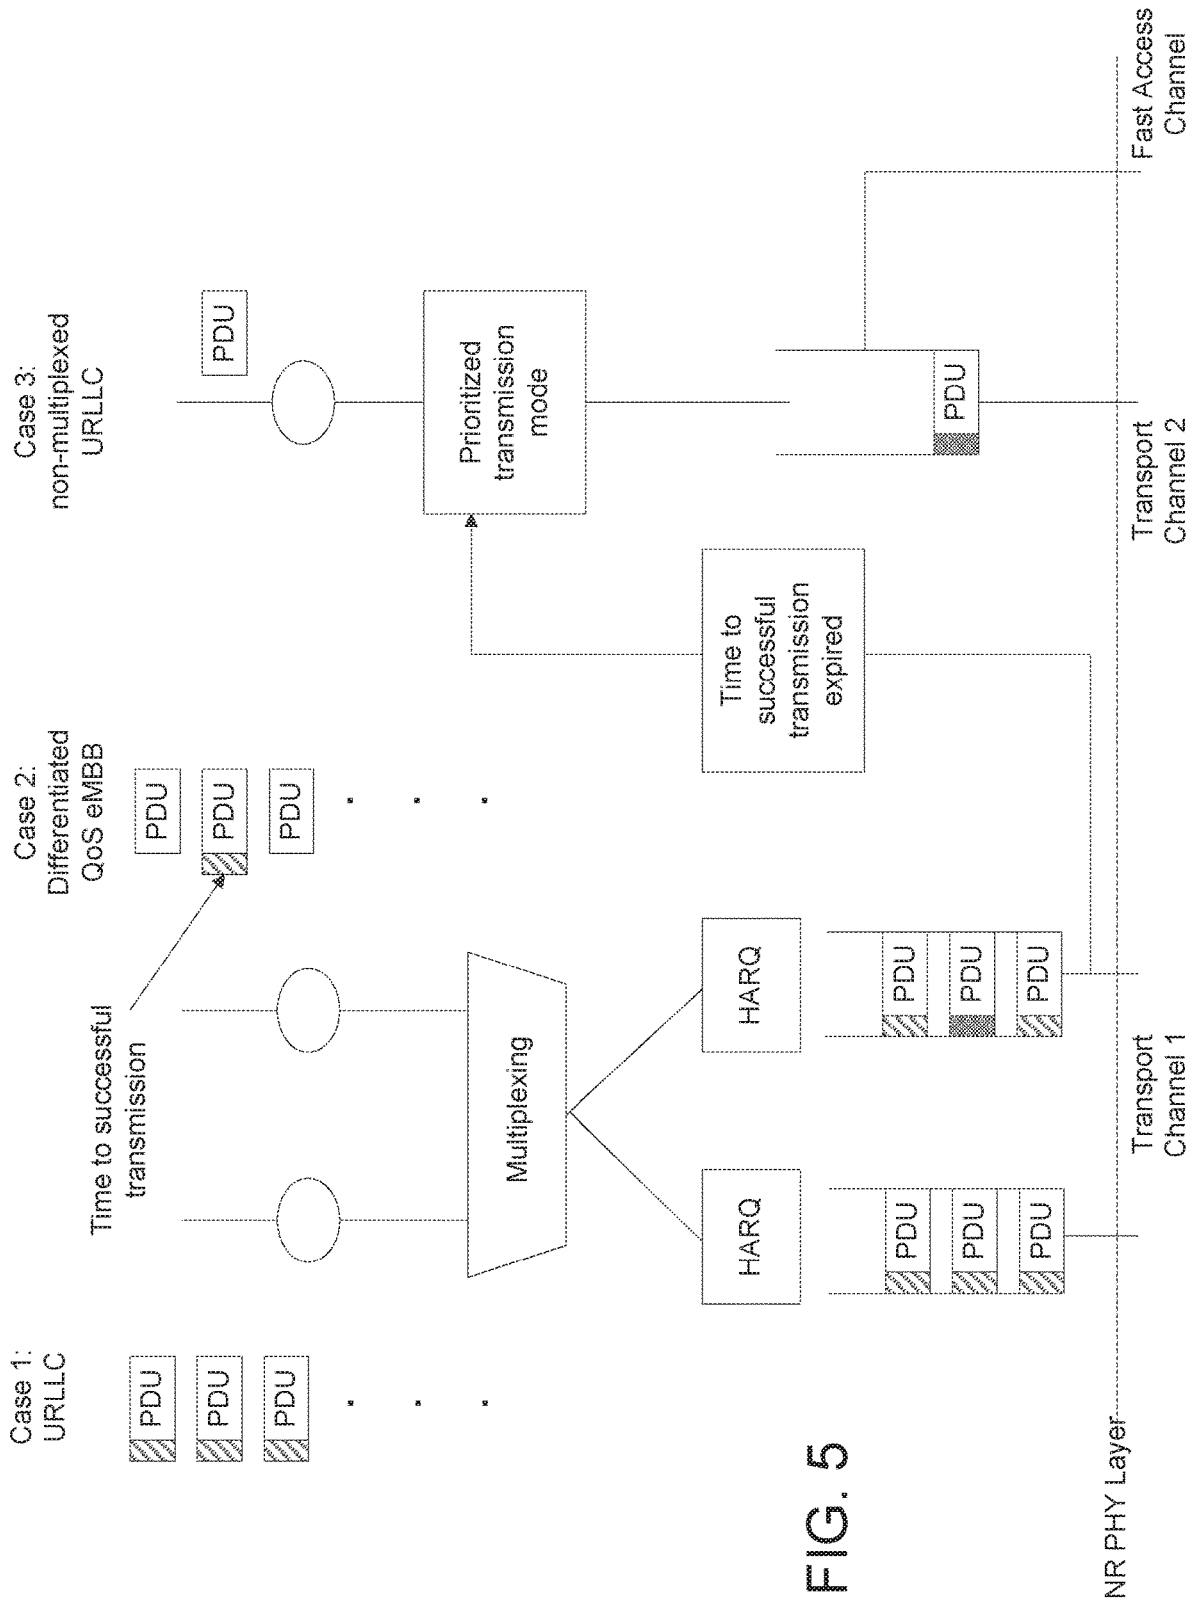 Case 1:
URLLC
PDU
PDU
PDU
Time to successful
transmission
Case 2:
Differentiated
QoS eMBB
PDU
PDU
PDU
Case 3:
non-multiplexed
URLLC
PDU
Multiplexing
Prioritized
transmission
mode
HARQ
HARQ
Time to
successful
transmission
expired
PDU
PDU
PDU
PDU
PDU
PDU
PDU
FIG. 5
NR PHY Layer
Transport
Channel 1
Transport
Channel 2
Fast Access
Channel